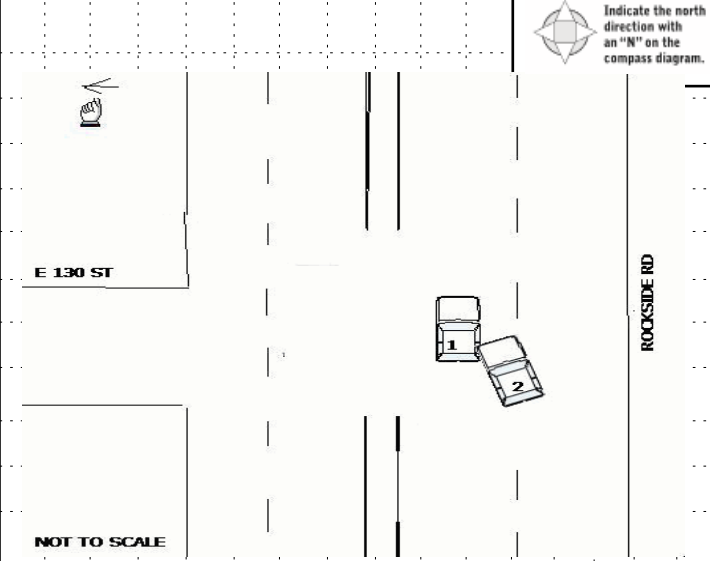 Indicate the north
direction with
an “N” on the
compass diagram.
E 130 ST
ROCKSIDE RD
1
2
NOT TO SCALE